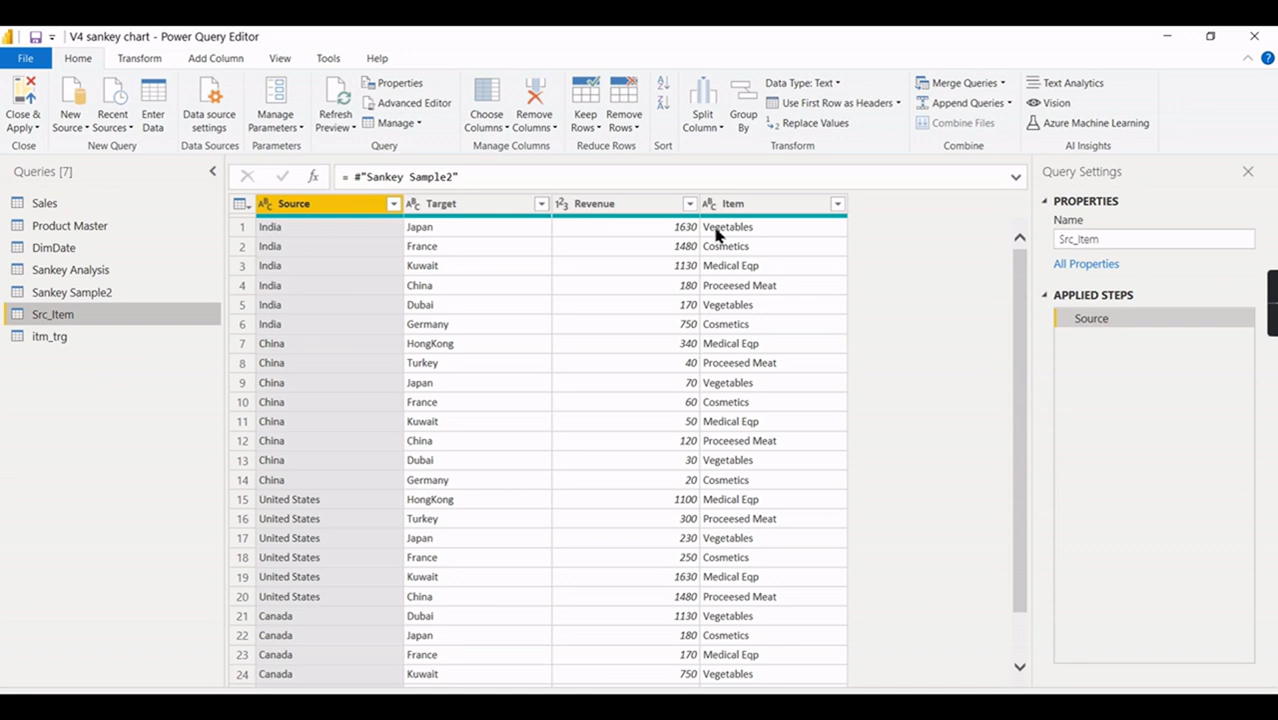 V4 sankey chart - Power Query Editor
File Home Transform Add Column View Tools Help
Close & Apply
New Source
Recent Sources
Enter Data
Data source settings
Manage Parameters
Refresh Preview
Properties
Advanced Editor
Manage
Choose Columns
Remove Columns
Keep Rows
Remove Rows
Split Column
Group By
Data Type: Text
Use First Row as Headers
Replace Values
Merge Queries
Append Queries
Combine Files
Text Analytics
Vision
Azure Machine Learning
Close New Query Data Sources Parameters Query Manage Columns Reduce Rows Sort Transform Combine AI Insights
Queries [7]
Sales
Product Master
DimDate
Sankey Analysis
Sankey Sample2
Src_Item
itm_trg
fx = #"Sankey Sample2"
ABC Source ABC Target 123 Revenue ABC Item
1 India Japan 1630 Vegetables
2 India France 1480 Cosmetics
3 India Kuwait 1130 Medical Eqp
4 India China 180 Proceesed Meat
5 India Dubai 170 Vegetables
6 India Germany 750 Cosmetics
7 China HongKong 340 Medical Eqp
8 China Turkey 40 Proceesed Meat
9 China Japan 70 Vegetables
10 China France 60 Cosmetics
11 China Kuwait 50 Medical Eqp
12 China China 120 Proceesed Meat
13 China Dubai 30 Vegetables
14 China Germany 20 Cosmetics
15 United States HongKong 1100 Medical Eqp
16 United States Turkey 300 Proceesed Meat
17 United States Japan 230 Vegetables
18 United States France 250 Cosmetics
19 United States Kuwait 1630 Medical Eqp
20 United States China 1480 Proceesed Meat
21 Canada Dubai 1130 Vegetables
22 Canada Japan 180 Cosmetics
23 Canada France 170 Medical Eqp
24 Canada Kuwait 750 Vegetables
Query Settings
PROPERTIES
Name
Src_Item
All Properties
APPLIED STEPS
Source